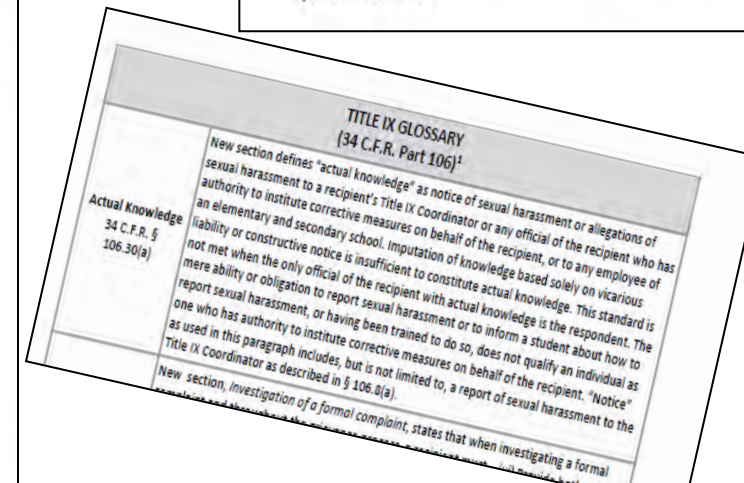 TITLE IX GLOSSARY
(34 C.F.R. Part 106)¹
Actual Knowledge
34 C.F.R. §
106.30(a)
New section defines "actual knowledge" as notice of sexual harassment or allegations of
sexual harassment to a recipient's Title IX Coordinator or any official of the recipient who has
authority to institute corrective measures on behalf of the recipient, or to any employee of
an elementary and secondary school. Imputation of knowledge based solely on vicarious
liability or constructive notice is insufficient to constitute actual knowledge. This standard is
not met when the only official of the recipient with actual knowledge is the respondent. The
mere ability or obligation to report sexual harassment or to inform a student about how to
report sexual harassment, or having been trained to do so, does not qualify an individual as
one who has authority to institute corrective measures on behalf of the recipient. "Notice"
as used in this paragraph includes, but is not limited to, a report of sexual harassment to the
Title IX Coordinator as described in § 106.8(a).
New section, Investigation of a formal complaint, states that when investigating a formal